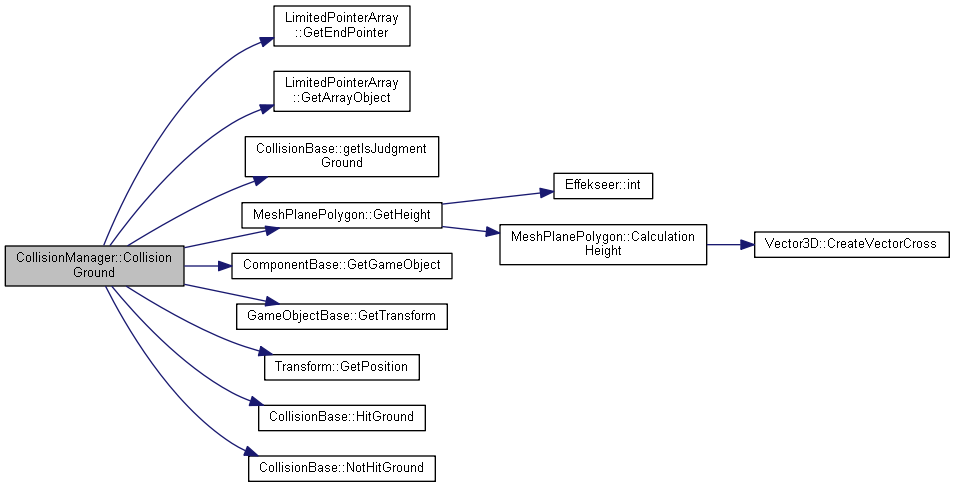 LimitedPointerArray
::GetEndPointer
LimitedPointerArray
::GetArrayObject
CollisionBase::getIsJudgment
Ground
MeshPlanePolygon::GetHeight
Effekseer::int
MeshPlanePolygon::Calculation
Height
Vector3D::CreateVectorCross
CollisionManager::Collision
Ground
ComponentBase::GetGameObject
GameObjectBase::GetTransform
Transform::GetPosition
CollisionBase::HitGround
CollisionBase::NotHitGround